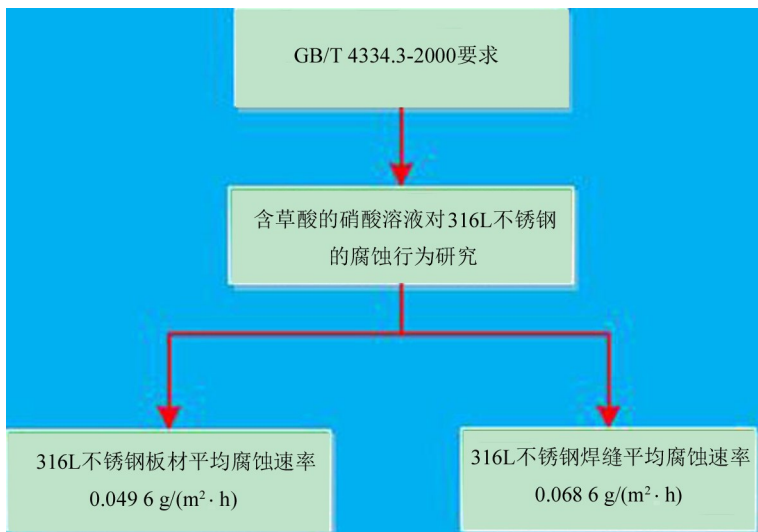 GB/T 4334.3-2000要求
含草酸的硝酸溶液对316L不锈钢
的腐蚀行为研究
316L不锈钢板材平均腐蚀速率
0.049 6 g/(m²· h)
316L不锈钢焊缝平均腐蚀速率
0.068 6 g/(m²· h)